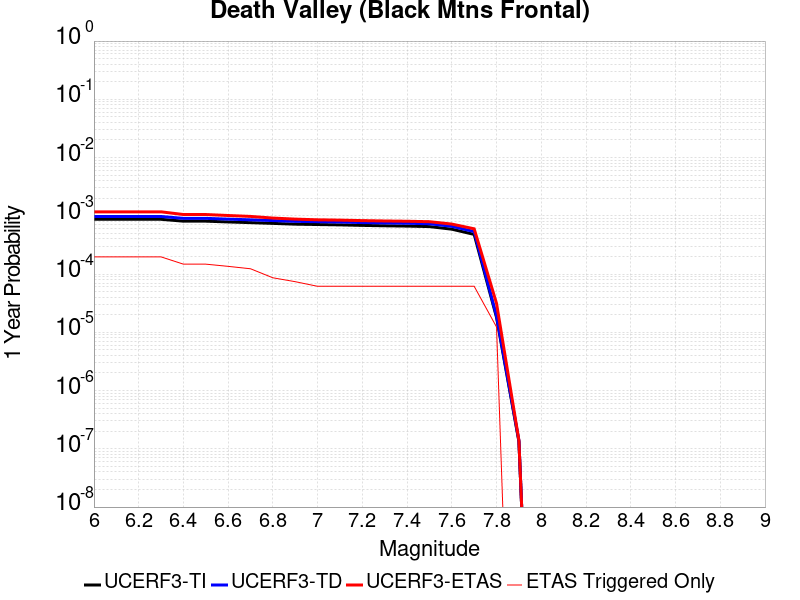 Death Valley (Black Mtns Frontal)
10^0
10^-1
10^-2
10^-3
10^-4
10^-5
10^-6
10^-7
10^-8
1 Year Probability
6 6.2 6.4 6.6 6.8 7 7.2 7.4 7.6 7.8 8 8.2 8.4 8.6 8.8 9
Magnitude
UCERF3-TI UCERF3-TD UCERF3-ETAS ETAS Triggered Only